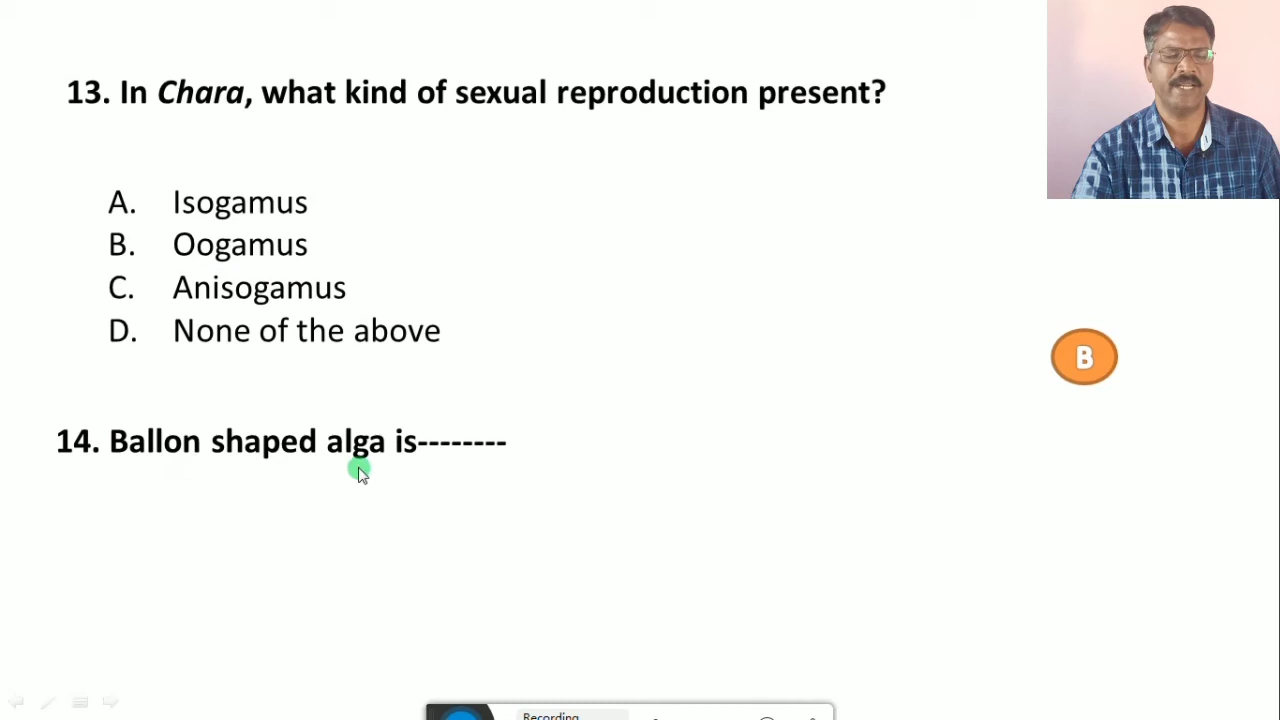 13. In Chara, what kind of sexual reproduction present?
A. Isogamus
B. Oogamus
C. Anisogamus
D. None of the above
B
14. Ballon shaped alga is--------
Recording